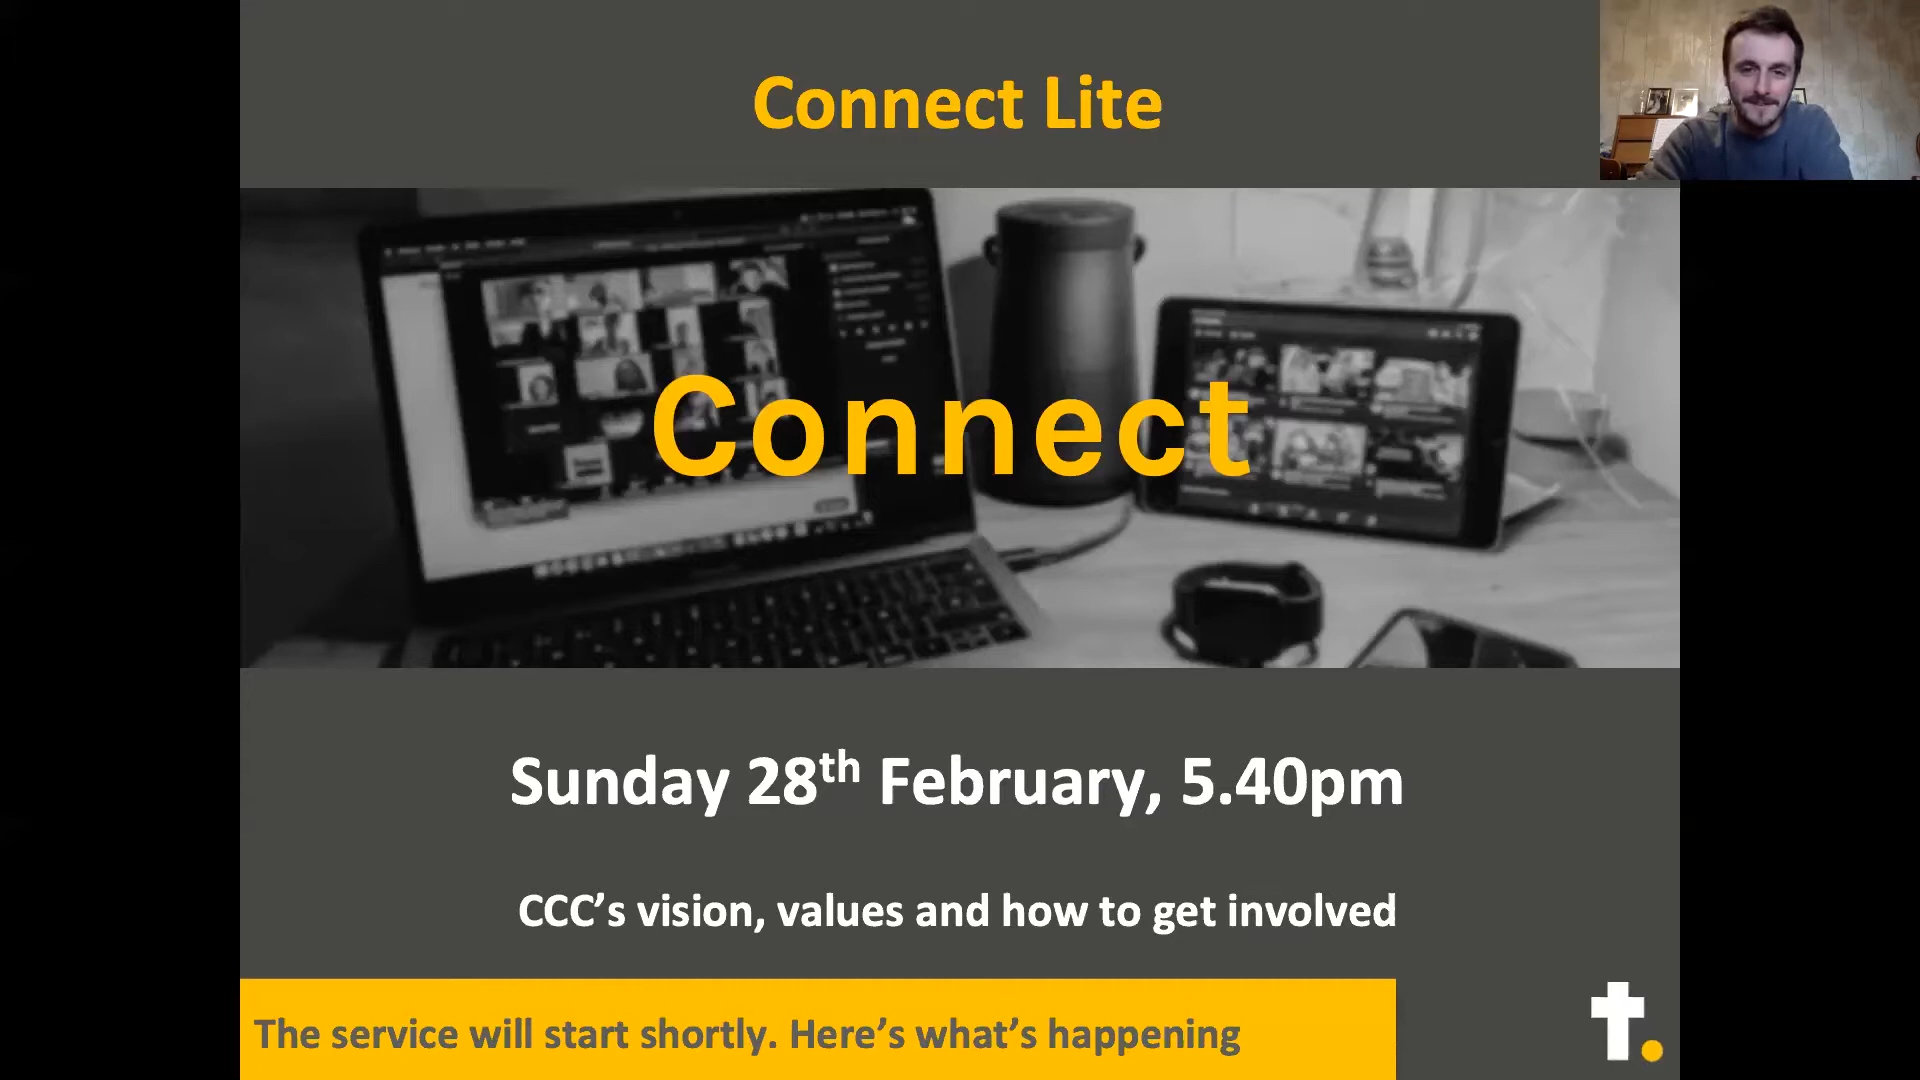 Connect Lite
Connect
Sunday 28th February, 5.40pm
CCC’s vision, values and how to get involved
The service will start shortly. Here’s what’s happening